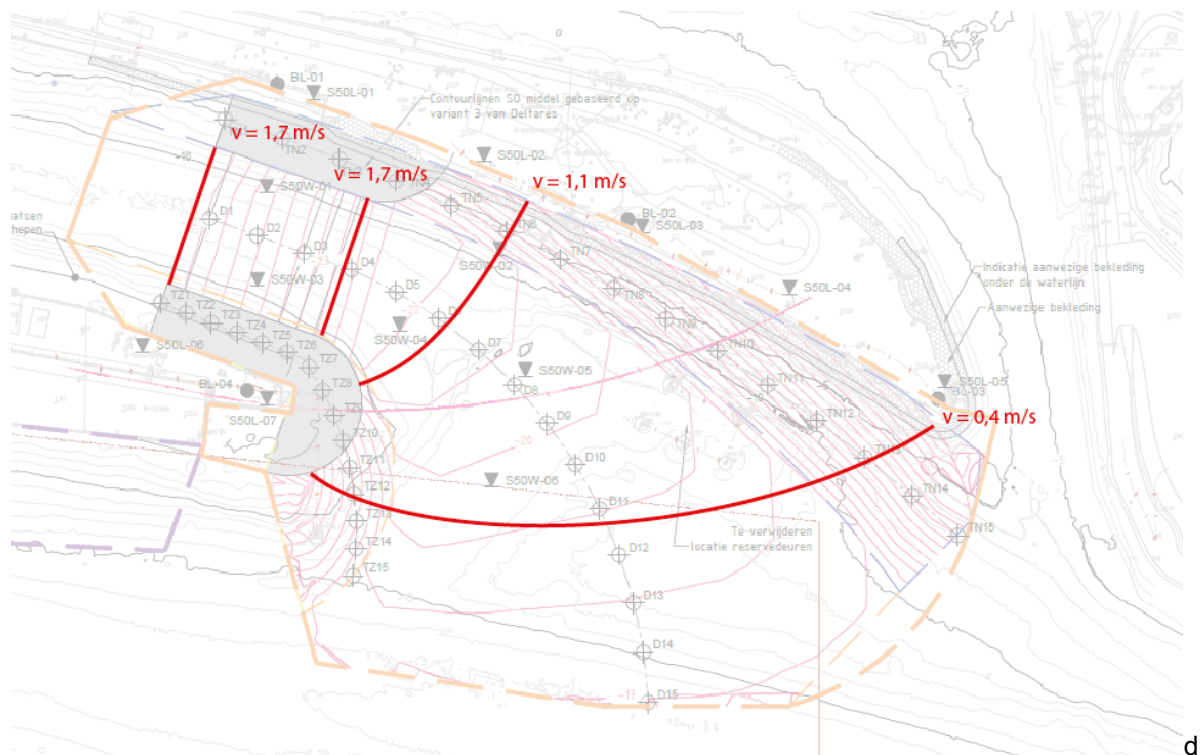 BL-01
S50L-01
Contourlijnen SO middel gebaseerd op
variant 3 van Deltares
v = 1,7 m/s
TN2
-10
S50L-02
v = 1,7 m/s
v = 1,1 m/s
S50W-01
TN5
D1
BL-02
S50L-03
TN6
D2
S50W-02
D3
TN7
-23
D4
Indicatie aanwezige bekleding
onder de waterlijn
S50W-03
TN8
S50L-04
D5
TZ1
TZ2
TZ3
Aanwezige bekleding
TZ4
S50W-04
TN9
TZ5
S50L-06
TZ6
D7
TN10
TZ7
S50W-05
BL-04
TZ8
D8
TN11
S50L-05
S50L-07
TZ9
D9
TN12
v = 0,4 m/s
TZ10
-20
TZ11
D10
S50W-06
TZ12
TN14
D11
TZ13
Te verwijderen
locatie reservedeuren
TN15
TZ14
D12
TZ15
D13
D14
-17
D15
d